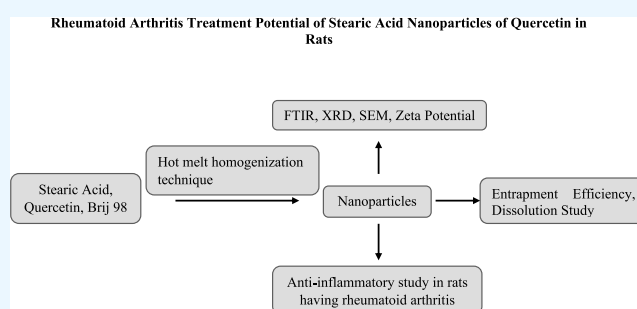 Rheumatoid Arthritis Treatment Potential of Stearic Acid Nanoparticles of Quercetin in
Rats
FTIR, XRD, SEM, Zeta Potential
Hot melt homogenization
technique
Stearic Acid,
Quercetin, Brij 98
Nanoparticles
Entrapment Efficiency,
Dissolution Study
Anti-inflammatory study in rats
having rheumatoid arthritis